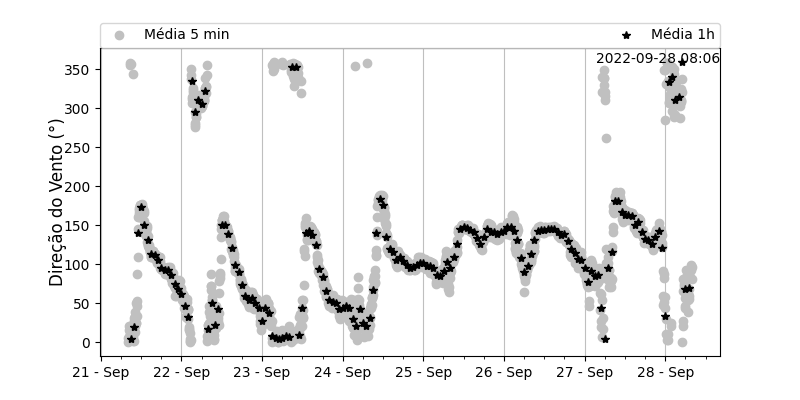 Média 5 min
Média 1h
2022-09-28 08:06
Direção do Vento (°)
350
300
250
200
150
100
50
0
21 - Sep
22 - Sep
23 - Sep
24 - Sep
25 - Sep
26 - Sep
27 - Sep
28 - Sep